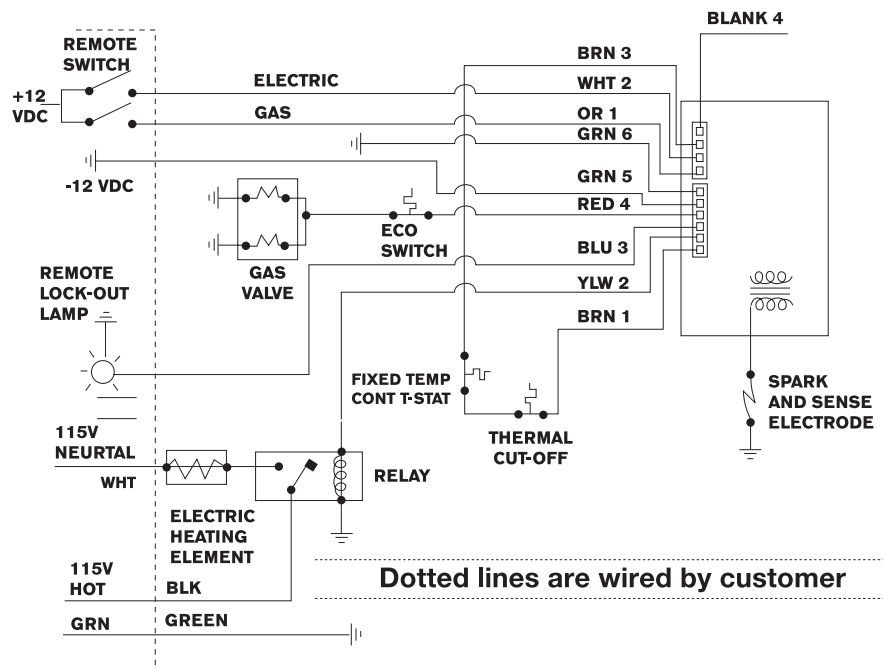 BLANK 4
REMOTE
SWITCH
BRN 3
ELECTRIC
WHT 2
+12
VDC
GAS
OR 1
GRN 6
-12 VDC
GRN 5
RED 4
ECO
SWITCH
BLU 3
GAS
VALVE
REMOTE
LOCK-OUT
LAMP
YLW 2
BRN 1
FIXED TEMP
CONT T-STAT
SPARK
AND SENSE
ELECTRODE
THERMAL
CUT-OFF
115V
NEURTAL
WHT
RELAY
ELECTRIC
HEATING
ELEMENT
115V
HOT
BLK
Dotted lines are wired by customer
GRN
GREEN